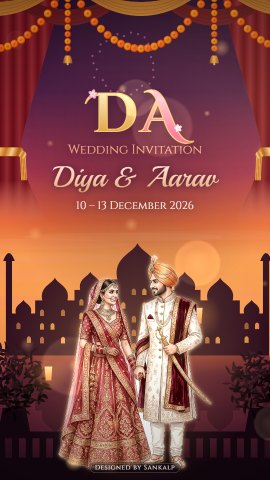 DA
Wedding Invitation
Diya & Aarav
10 – 13 December 2026
Designed by Sankalp